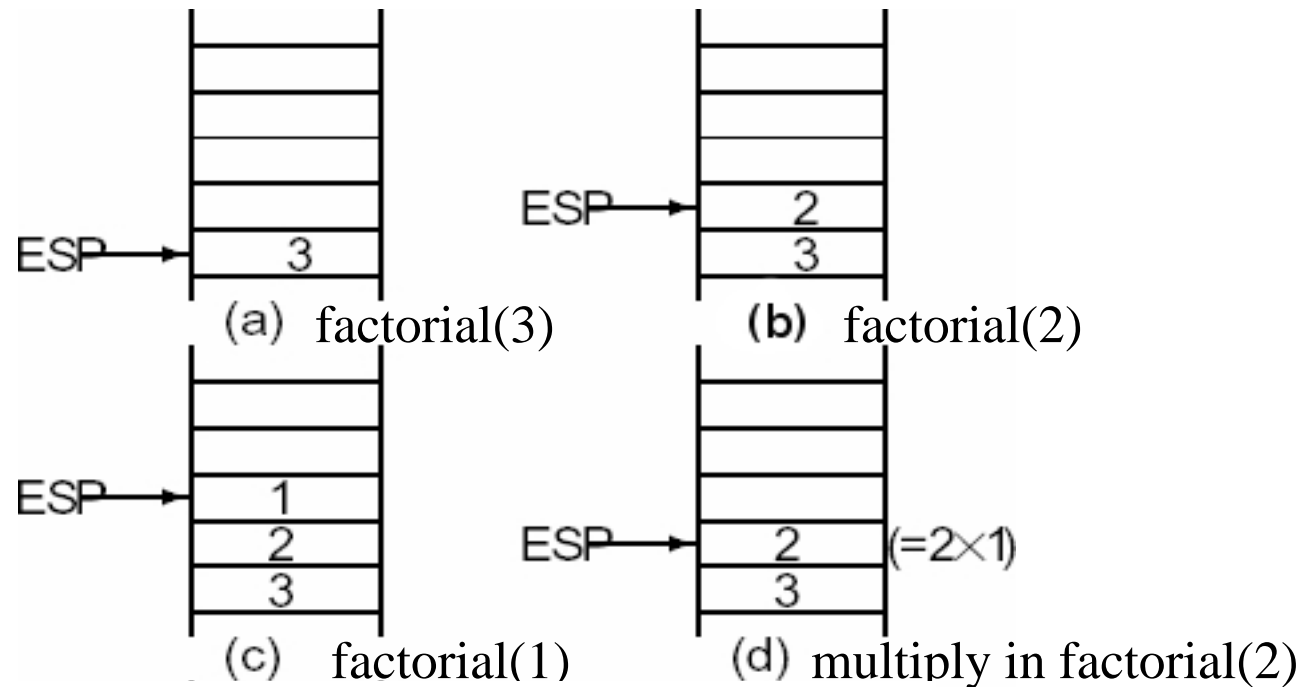 ESP 3
(a) factorial(3)
ESP 2
3
(b) factorial(2)
ESP 1
2
3
(c) factorial(1)
ESP 2 (=2×1)
3
(d) multiply in factorial(2)